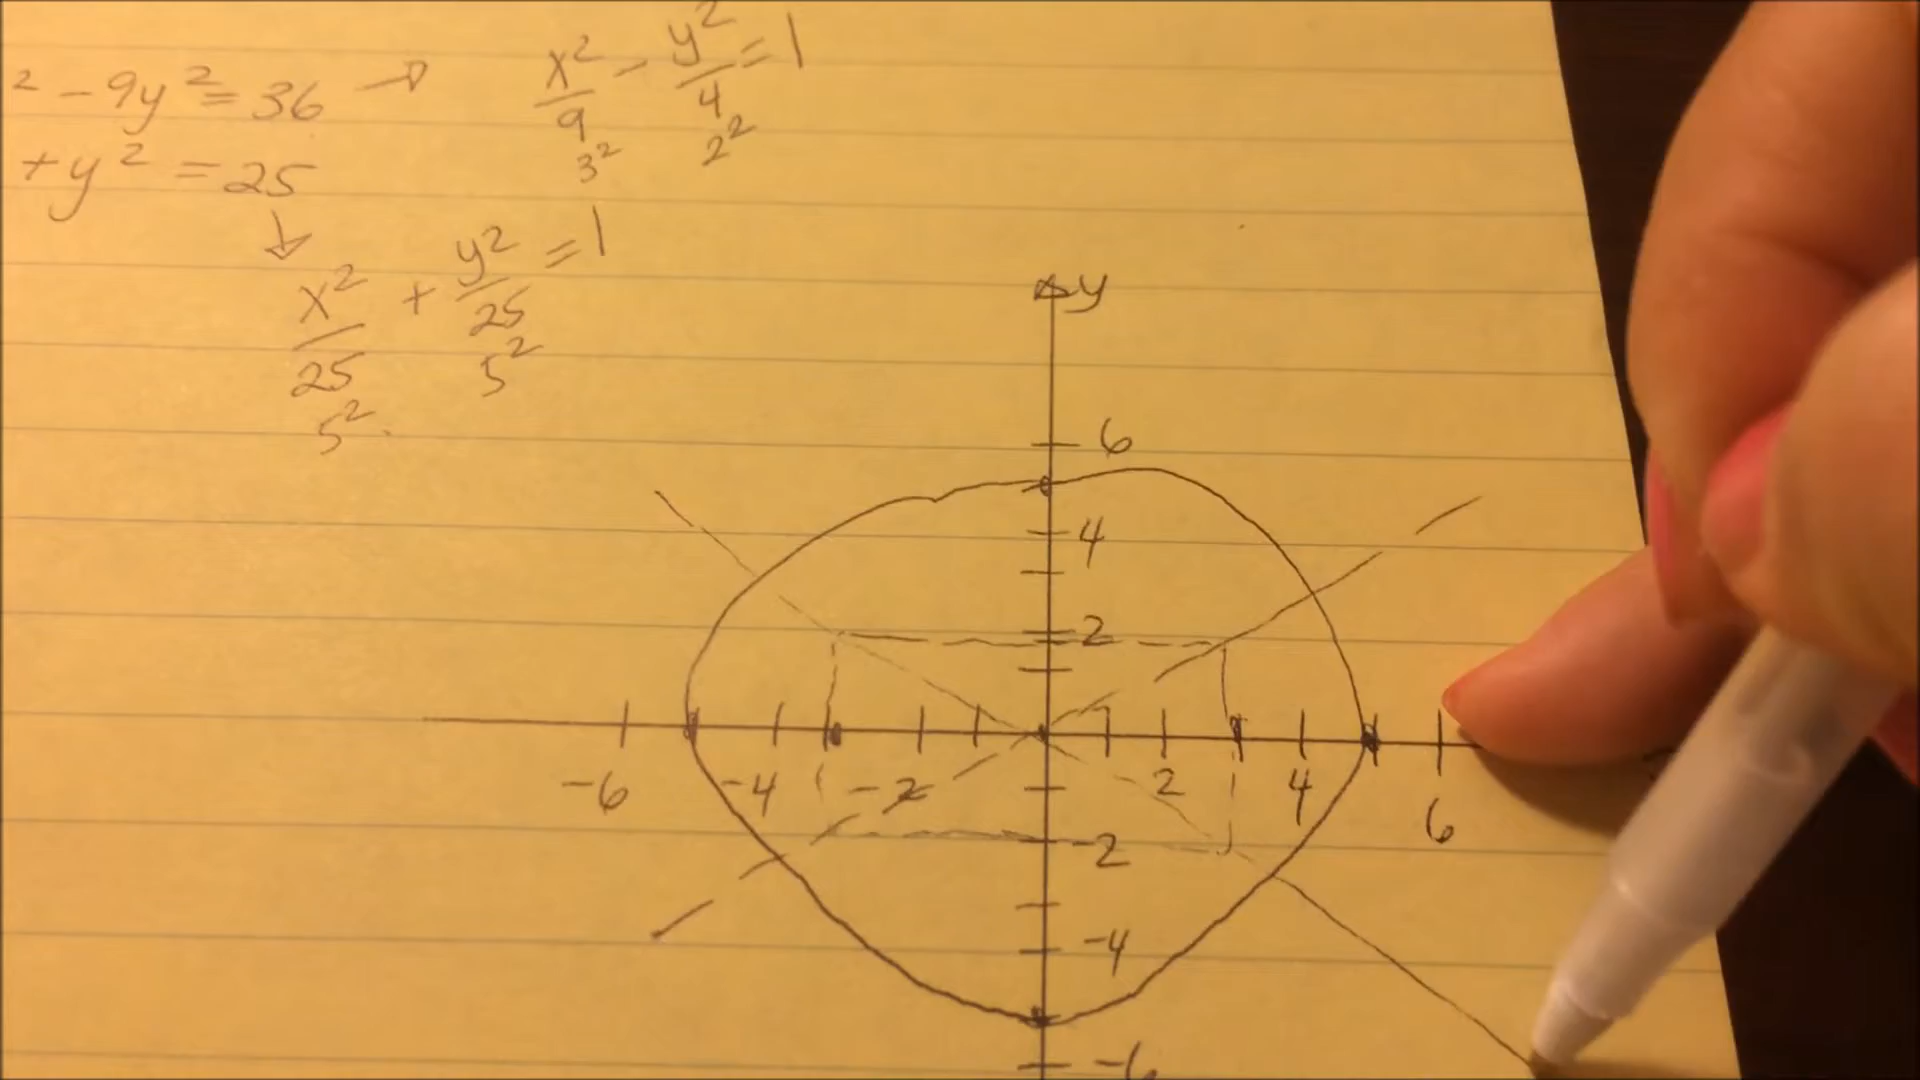 ² - 9y² = 36 → x²/9 - y²/4 = 1
3² 2²
+ y² = 25
↓
x²/25 + y²/25 = 1
5² 5²
y
6
4
2
-6 -4 -2 2 4 6
-2
-4
-6